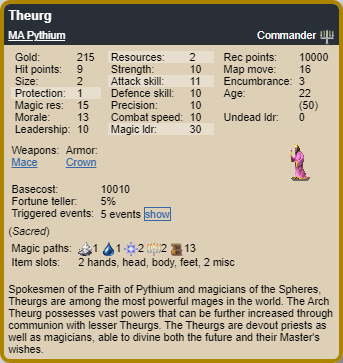 Theurg
MA Pythium Commander
Gold: 215 Resources: 2 Rec points: 10000
Hit points: 9 Strength: 10 Map move: 16
Size: 2 Attack skill: 11 Encumbrance: 3
Protection: 1 Defence skill: 10 Age: 22
Magic res: 15 Precision: 10 (50)
Morale: 13 Combat speed: 10 Undead ldr: 0
Leadership: 10 Magic ldr: 30
Weapons: Armor:
Mace Crown
Basecost: 10010
Fortune teller: 5%
Triggered events: 5 events show
(Sacred)
Magic paths: 1 1 2 2 13
Item slots: 2 hands, head, body, feet, 2 misc
Spokesmen of the Faith of Pythium and magicians of the Spheres,
Theurgs are among the most powerful mages in the world. The Arch
Theurg possesses vast powers that can be further increased through
communion with lesser Theurgs. The Theurgs are devout priests as
well as magicians, able to divine both the future and their Master's
wishes.